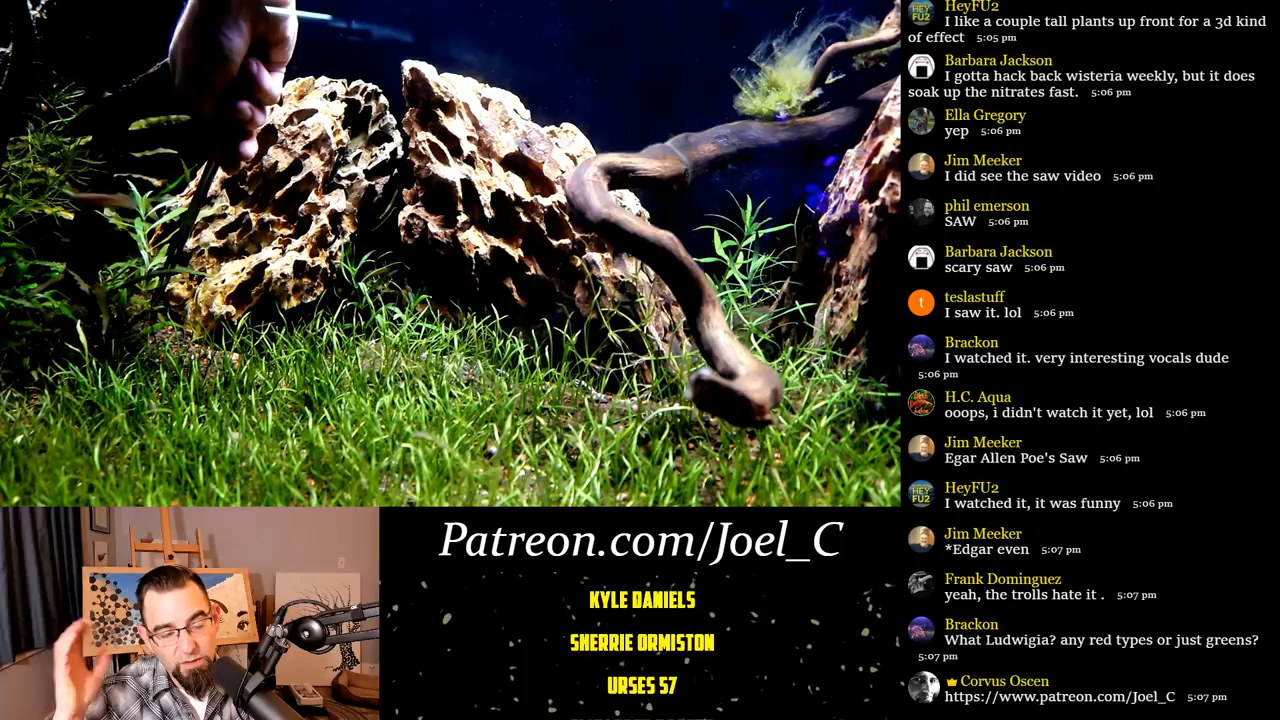 HeyFU2
I like a couple tall plants up front for a 3d kind
of effect 5:05 pm
Barbara Jackson
I gotta hack back wisteria weekly, but it does
soak up the nitrates fast. 5:06 pm
Ella Gregory
yep 5:06 pm
Jim Meeker
I did see the saw video 5:06 pm
phil emerson
SAW 5:06 pm
Barbara Jackson
scary saw 5:06 pm
t
teslastuff
I saw it. lol 5:06 pm
Brackon
I watched it. very interesting vocals dude
5:06 pm
H.C. Aqua
ooops, i didn't watch it yet, lol 5:06 pm
Jim Meeker
Egar Allen Poe's Saw 5:06 pm
HEY
FU2
HeyFU2
I watched it, it was funny 5:06 pm
Jim Meeker
*Edgar even 5:07 pm
Frank Dominguez
yeah, the trolls hate it . 5:07 pm
Brackon
What Ludwigia? any red types or just greens?
5:07 pm
Corvus Oscen
https://www.patreon.com/Joel_C 5:07 pm
Patreon.com/Joel_C
KYLE DANIELS
SHERRIE ORMISTON
URSES 57